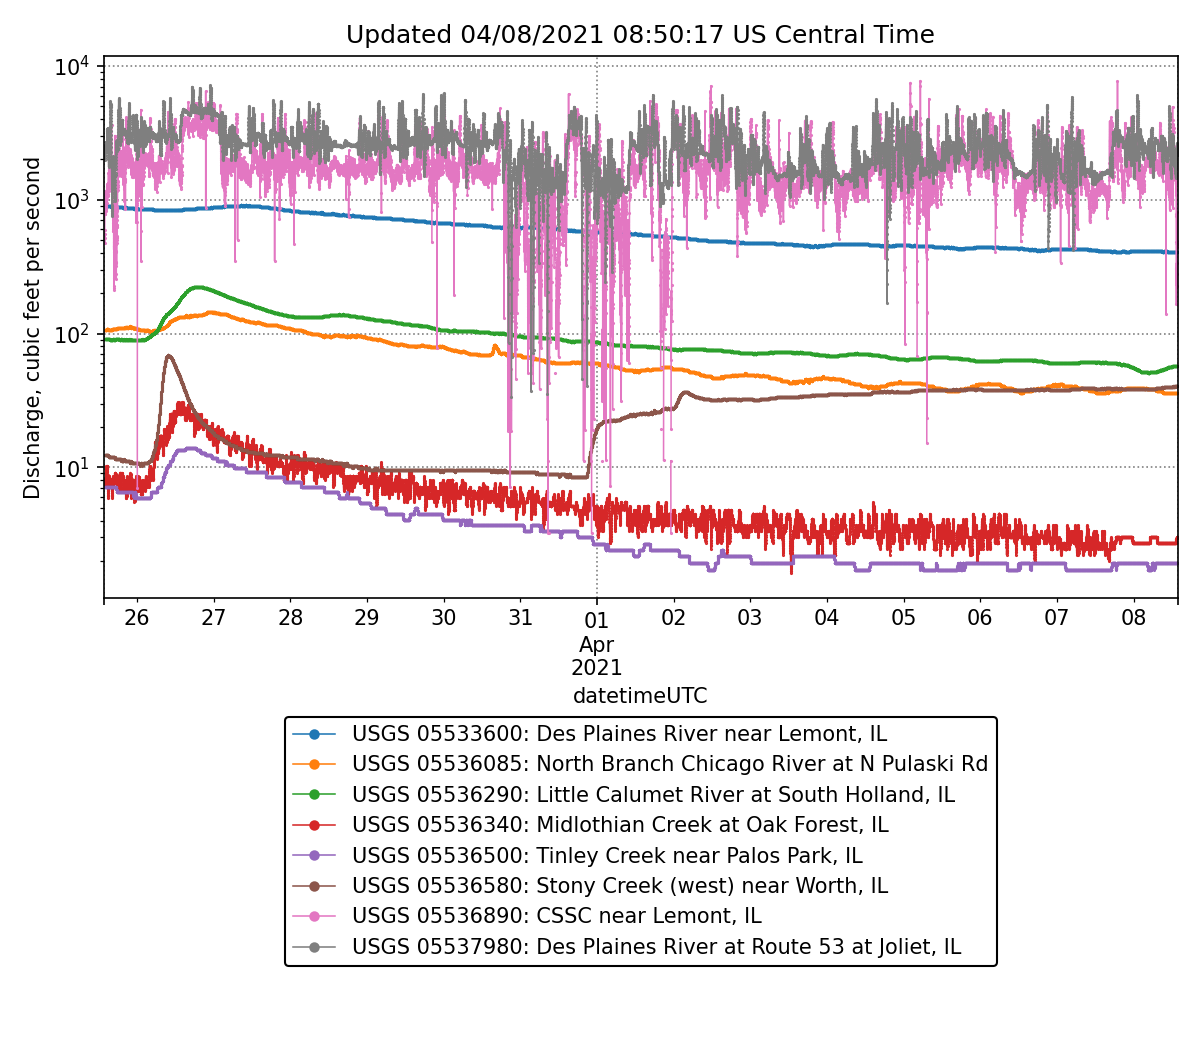 Updated 04/08/2021 08:50:17 US Central Time
Discharge, cubic feet per second
10^4
10^3
10^2
10^1
26 27 28 29 30 31 01 02 03 04 05 06 07 08
Apr
2021
datetimeUTC
USGS 05533600: Des Plaines River near Lemont, IL
USGS 05536085: North Branch Chicago River at N Pulaski Rd
USGS 05536290: Little Calumet River at South Holland, IL
USGS 05536340: Midlothian Creek at Oak Forest, IL
USGS 05536500: Tinley Creek near Palos Park, IL
USGS 05536580: Stony Creek (west) near Worth, IL
USGS 05536890: CSSC near Lemont, IL
USGS 05537980: Des Plaines River at Route 53 at Joliet, IL